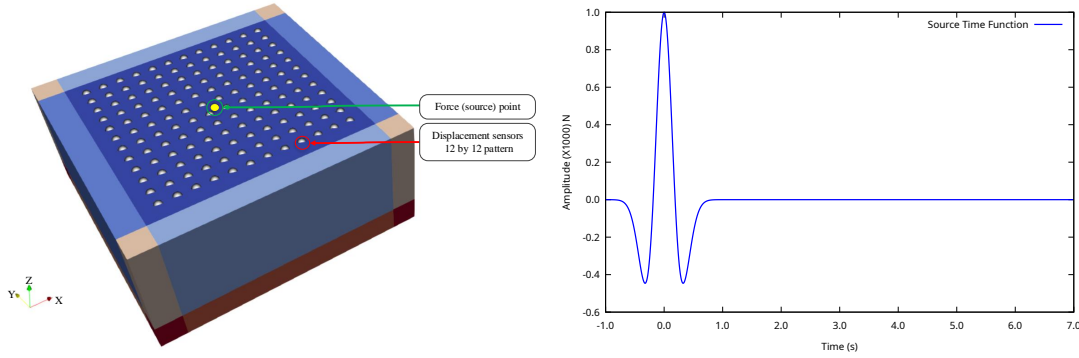 Force (source) point
Displacement sensors
12 by 12 pattern
Z
Y
X
Source Time Function
Amplitude (X1000) N
1.0
0.8
0.6
0.4
0.2
0.0
-0.2
-0.4
-0.6
-1.0 0.0 1.0 2.0 3.0 4.0 5.0 6.0 7.0
Time (s)